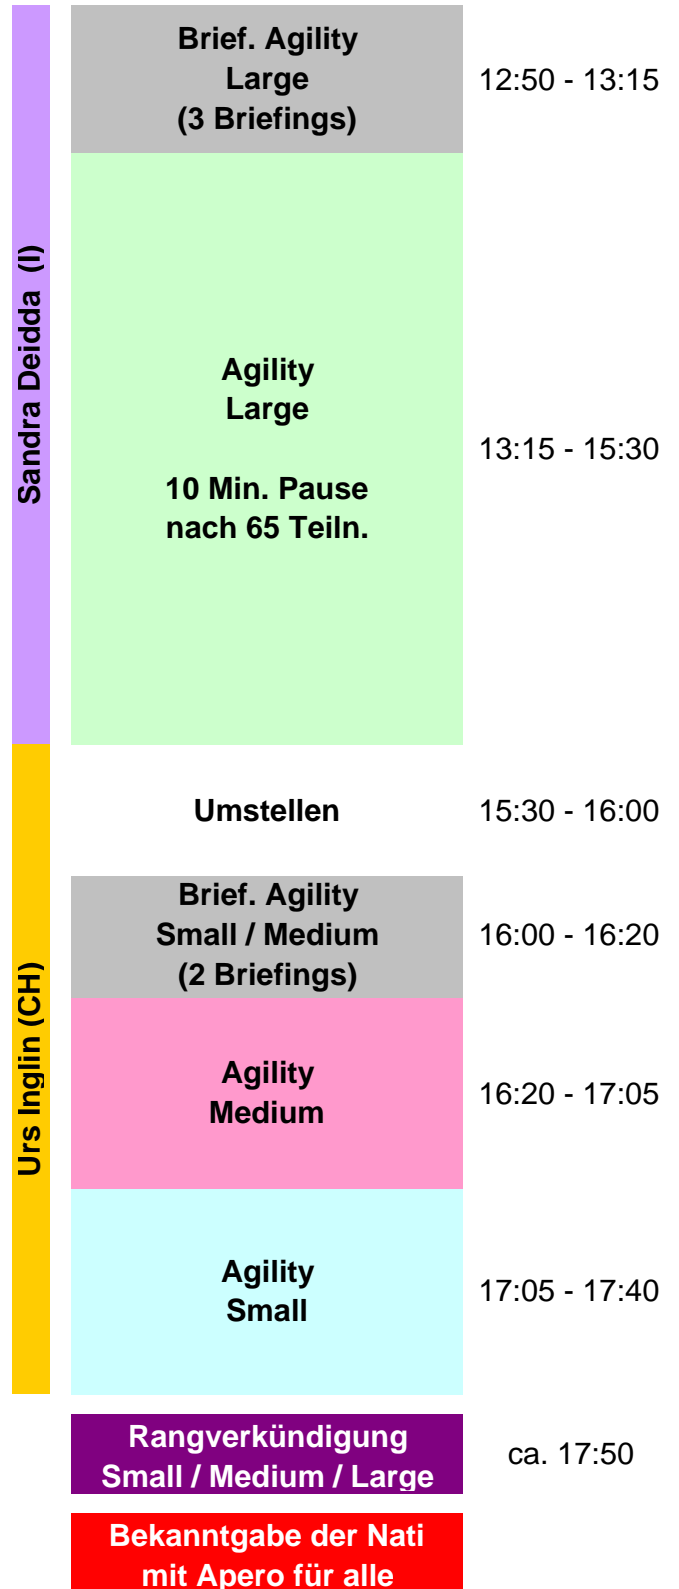 Sandra Deidda (I)
Brief. Agility
Large
(3 Briefings)
12:50 - 13:15
Agility
Large
10 Min. Pause
nach 65 Teiln.
13:15 - 15:30
Urs Inglin (CH)
Umstellen
15:30 - 16:00
Brief. Agility
Small / Medium
(2 Briefings)
16:00 - 16:20
Agility
Medium
16:20 - 17:05
Agility
Small
17:05 - 17:40
Rangverkündigung
Small / Medium / Large
ca. 17:50
Bekanntgabe der Nati
mit Apero für alle